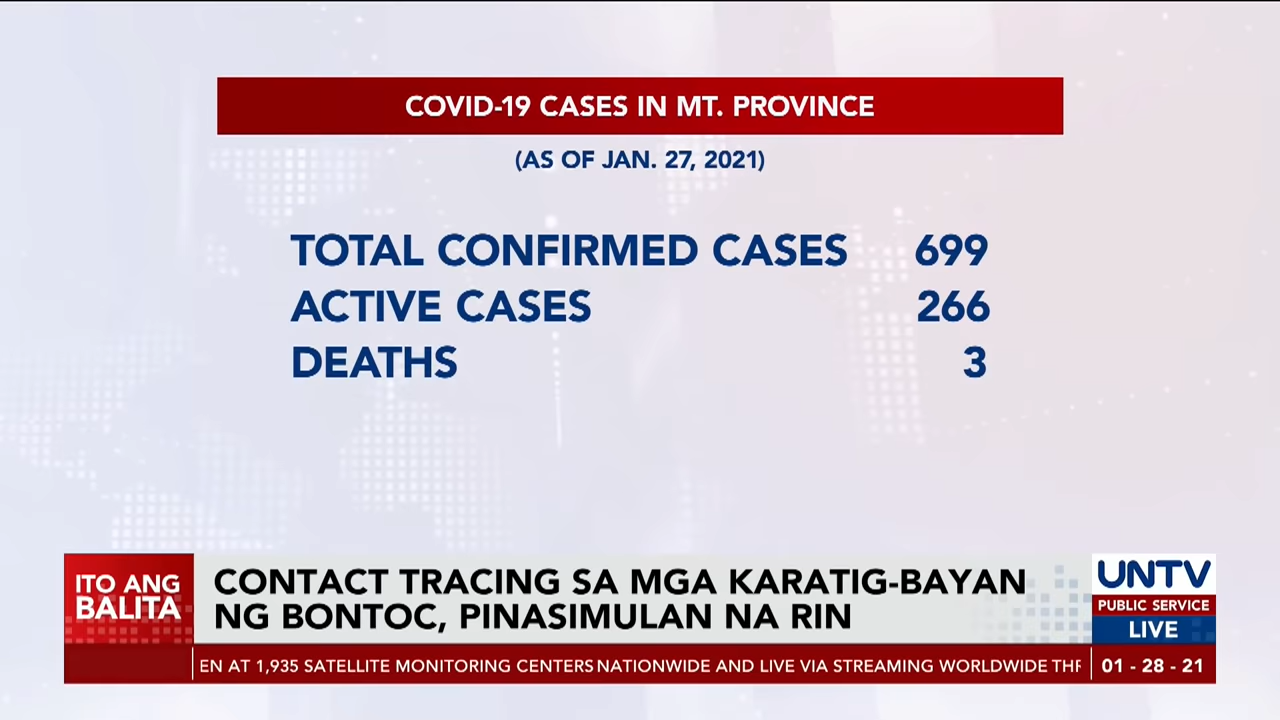 COVID-19 CASES IN MT. PROVINCE
(AS OF JAN. 27, 2021)
TOTAL CONFIRMED CASES 699
ACTIVE CASES 266
DEATHS 3
ITO ANG
BALITA
CONTACT TRACING SA MGA KARATIG-BAYAN
NG BONTOC, PINASIMULAN NA RIN
UNTV
PUBLIC SERVICE
LIVE
EN AT 1,935 SATELLITE MONITORING CENTERS NATIONWIDE AND LIVE VIA STREAMING WORLDWIDE
01 - 28 - 21